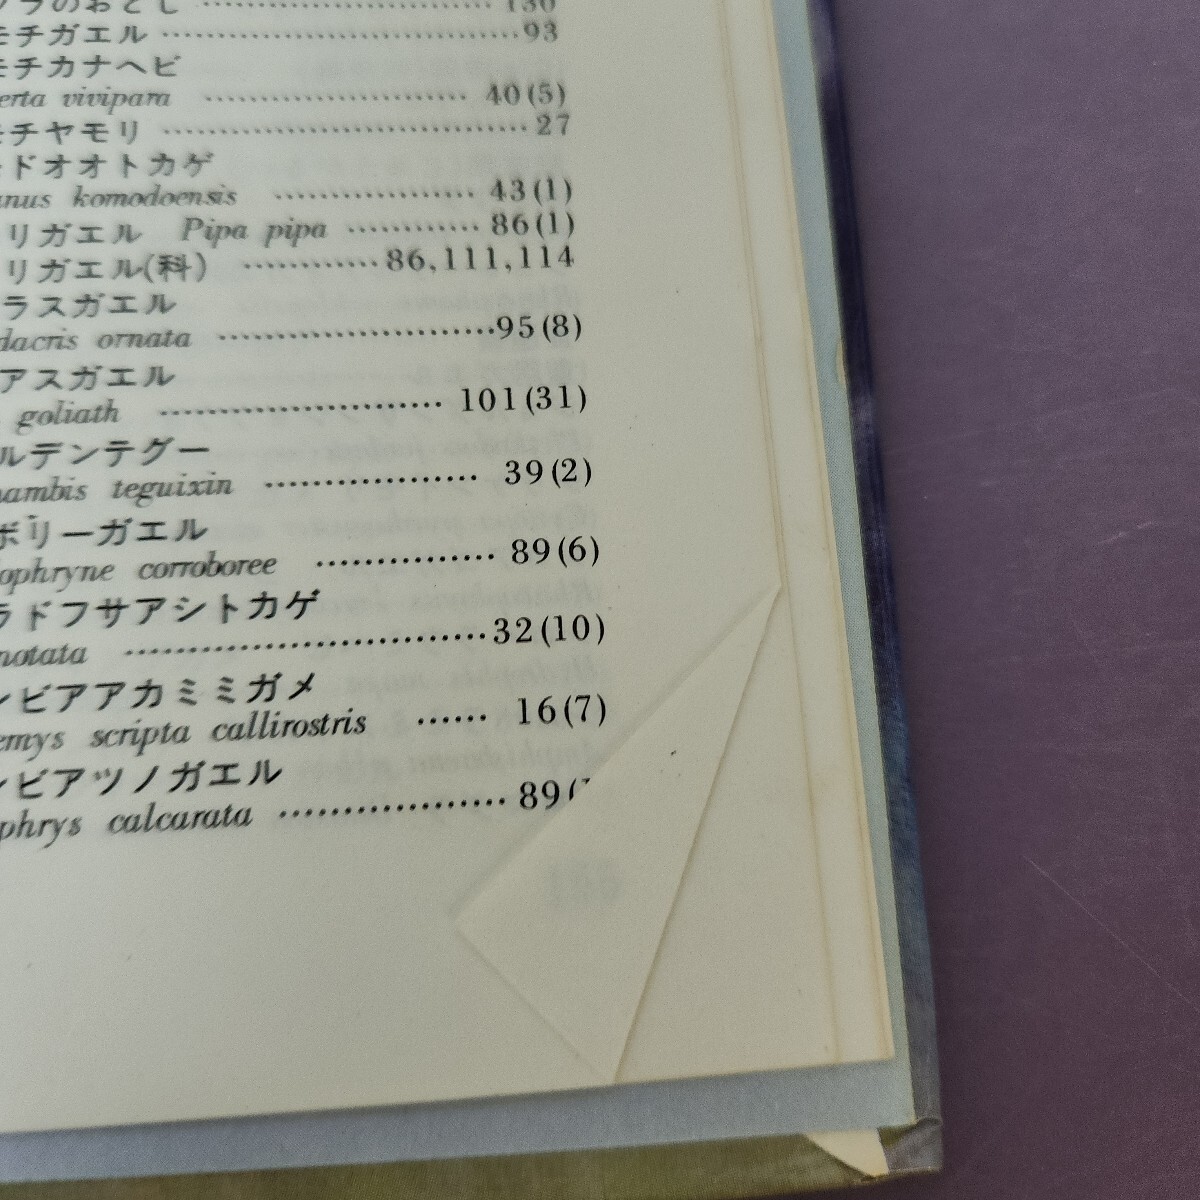 のおとし ……………………… 130
モチガエル ……………………………… 93
モチカナヘビ
erta vivipara ……………………… 40(5)
モチヤモリ ……………………………… 27
ドオオトカゲ
anus komodoensis ………………… 43(1)
リガエル Pipa pipa ………… 86(1)
リガエル(科) ………… 86,111,114
ラスガエル
dacris ornata ……………………… 95(8)
アスガエル
goliath ……………………… 101(31)
ルデンテグー
nambis teguixin ……………… 39(2)
ボリーガエル
ophryne corroboree …………… 89(6)
ラドフサアシトカゲ
notata ……………………………… 32(10)
ンビアアカミミガメ
emys scripta callirostris …… 16(7)
ンビアツノガエル
phrys calcarata ………………… 89(